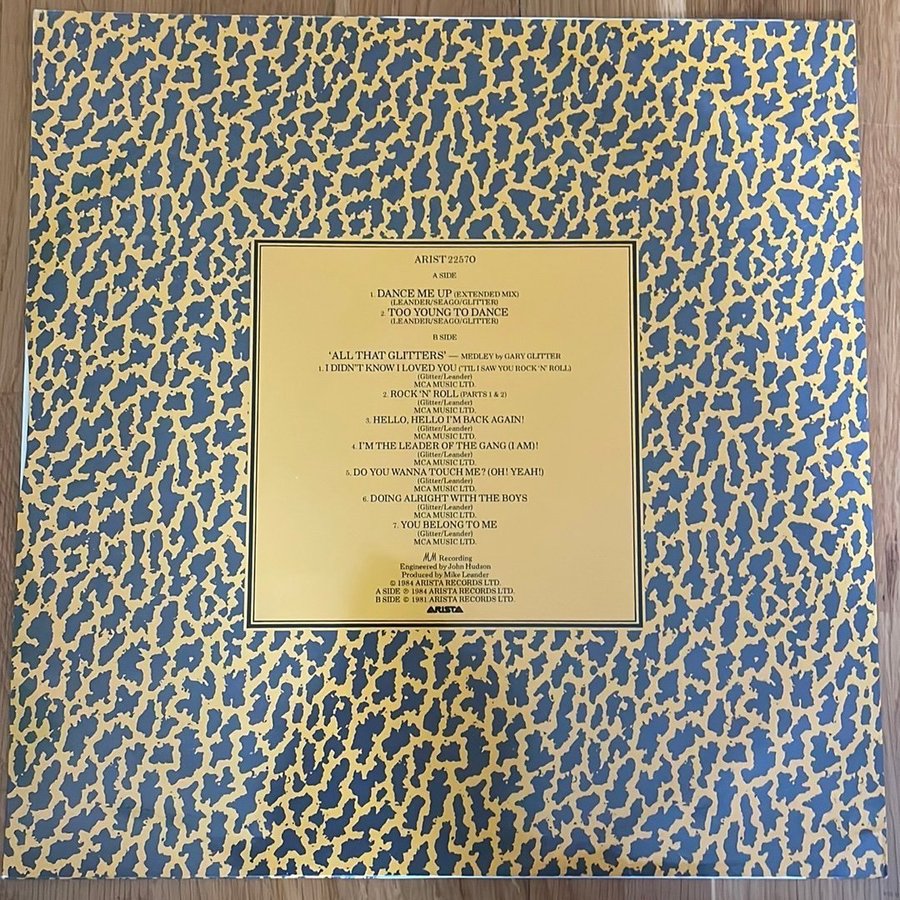 ARIST 22570
A SIDE
1. DANCE ME UP (EXTENDED MIX)
(LEANDER/SEAGO/GLITTER)
2. TOO YOUNG TO DANCE
(LEANDER/SEAGO/GLITTER)
B SIDE
'ALL THAT GLITTERS' — MEDLEY by GARY GLITTER
1. I DIDN'T KNOW I LOVED YOU ('TIL I SAW YOU ROCK 'N' ROLL)
(Glitter/Leander)
MCA MUSIC LTD.
2. ROCK 'N' ROLL (PARTS 1 & 2)
(Glitter/Leander)
MCA MUSIC LTD.
3. HELLO, HELLO I'M BACK AGAIN!
(Glitter/Leander)
MCA MUSIC LTD.
4. I'M THE LEADER OF THE GANG (I AM)!
(Glitter/Leander)
MCA MUSIC LTD.
5. DO YOU WANNA TOUCH ME? (OH! YEAH!)
(Glitter/Leander)
MCA MUSIC LTD.
6. DOING ALRIGHT WITH THE BOYS
(Glitter/Leander)
MCA MUSIC LTD.
7. YOU BELONG TO ME
(Glitter/Leander)
MCA MUSIC LTD.
MM Recording
Engineered by John Hudson
Produced by Mike Leander
© 1984 ARISTA RECORDS LTD.
A SIDE ℗ 1984 ARISTA RECORDS LTD.
B SIDE © 1981 ARISTA RECORDS LTD.
ARISTA